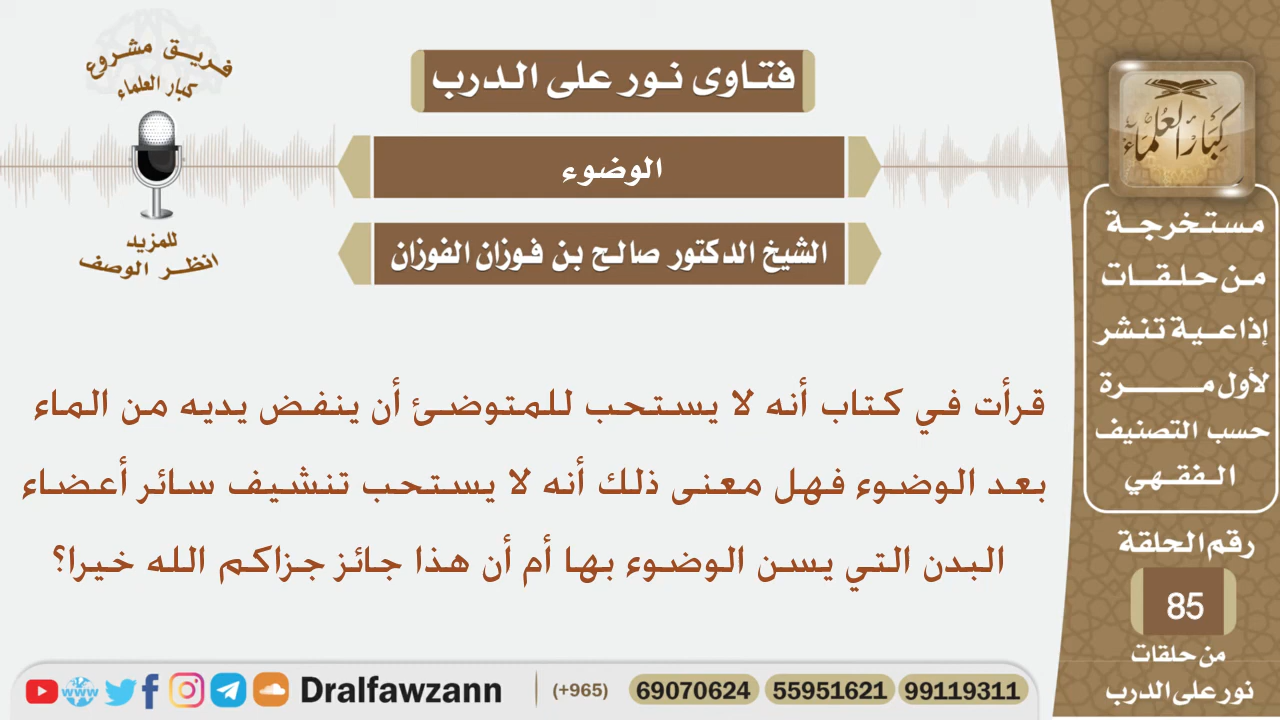 فريق مشروع
كبار العلماء
للمزيد
انظر الوصف
فتاوى نور على الدرب
الوضوء
الشيخ الدكتور صالح بن فوزان الفوزان
قرأت في كتاب أنه لا يستحب للمتوضئ أن ينفض يديه من الماء
بعد الوضوء فهل معنى ذلك أنه لا يستحب تنشيف سائر أعضاء
البدن التي يسن الوضوء بها أم أن هذا جائز جزاكم الله خيرا؟
كبار العلماء
مستخرجة
من حلقات
إذاعية تنشر
لأول مرة
حسب التصنيف
الفقهي
رقم الحلقة
85
من حلقات
نور على الدرب
www
Dralfawzann
(+965) 69070624 55951621 99119311